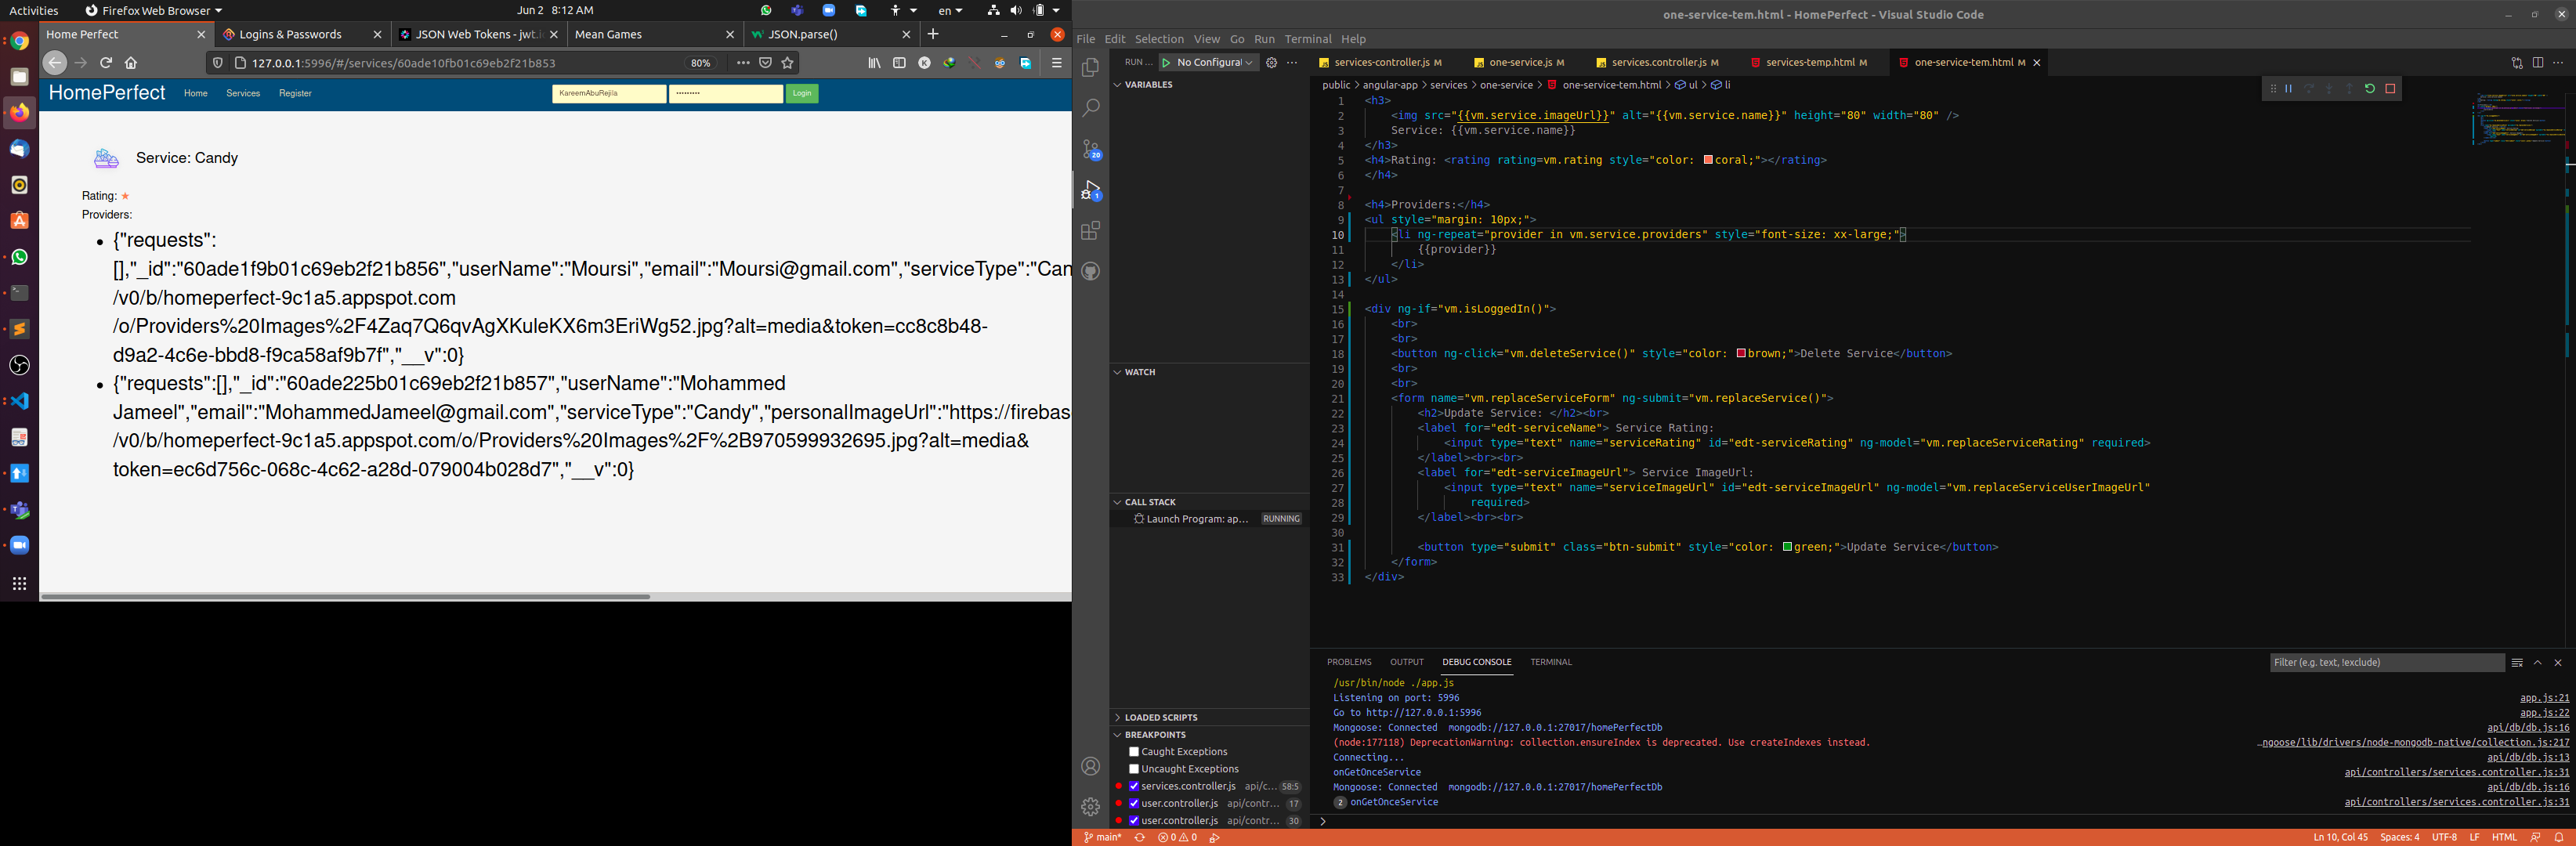 Activities
Firefox Web Browser
Jun 2 8:12 AM
en
Home Perfect
Logins & Passwords
JSON Web Tokens - jwt.i
Mean Games
JSON.parse()
127.0.0.1:5996/#/services/60ade10fb01c69eb2f21b853
80%
HomePerfect
Home
Services
Register
KareemAbuRejila
Login
Service: Candy
Rating: ★
Providers:
• {"requests":
[],"_id":"60ade1f9b01c69eb2f21b856","userName":"Moursi","email":"Moursi@gmail.com","serviceType":"Can
/v0/b/homeperfect-9c1a5.appspot.com
/o/Providers%20Images%2F4Zaq7Q6qvAgXKuleKX6m3EriWg52.jpg?alt=media&token=cc8c8b48-
d9a2-4c6e-bbd8-f9ca58af9b7f","__v":0}
• {"requests":[],"_id":"60ade225b01c69eb2f21b857","userName":"Mohammed
Jameel","email":"MohammedJameel@gmail.com","serviceType":"Candy","personalImageUrl":"https://firebas
/v0/b/homeperfect-9c1a5.appspot.com/o/Providers%20Images%2F%2B970599932695.jpg?alt=media&
token=ec6d756c-068c-4c62-a28d-079004b028d7","__v":0}
one-service-tem.html - HomePerfect - Visual Studio Code
File Edit Selection View Go Run Terminal Help
RUN ...
No Configurat
VARIABLES
WATCH
CALL STACK
Launch Program: ap...
RUNNING
LOADED SCRIPTS
BREAKPOINTS
Caught Exceptions
Uncaught Exceptions
services.controller.js api/c... 58:5
user.controller.js api/contr... 17
user.controller.js api/contr... 30
20
1
services-controller.js M
one-service.js M
services.controller.js M
services-temp.html M
one-service-tem.html M
public > angular-app > services > one-service > one-service-tem.html > ul > li
1 <h3>
2 <img src="{{vm.service.imageUrl}}" alt="{{vm.service.name}}" height="80" width="80" />
3 Service: {{vm.service.name}}
4 </h3>
5 <h4>Rating: <rating rating=vm.rating style="color: coral;"></rating>
6 </h4>
7
8 <h4>Providers:</h4>
9 <ul style="margin: 10px;">
10 <li ng-repeat="provider in vm.service.providers" style="font-size: xx-large;">
11 {{provider}}
12 </li>
13 </ul>
14
15 <div ng-if="vm.isLoggedIn()">
16 <br>
17 <br>
18 <button ng-click="vm.deleteService()" style="color: brown;">Delete Service</button>
19 <br>
20 <br>
21 <form name="vm.replaceServiceForm" ng-submit="vm.replaceService()">
22 <h2>Update Service: </h2><br>
23 <label for="edt-serviceName"> Service Rating:
24 <input type="text" name="serviceRating" id="edt-serviceRating" ng-model="vm.replaceServiceRating" required>
25 </label><br><br>
26 <label for="edt-serviceImageUrl"> Service ImageUrl:
27 <input type="text" name="serviceImageUrl" id="edt-serviceImageUrl" ng-model="vm.replaceServiceUserImageUrl"
28 required>
29 </label><br><br>
30
31 <button type="submit" class="btn-submit" style="color: green;">Update Service</button>
32 </form>
33 </div>
PROBLEMS OUTPUT DEBUG CONSOLE TERMINAL
Filter (e.g. text, !exclude)
/usr/bin/node ./app.js
Listening on port: 5996 app.js:21
Go to http://127.0.0.1:5996 app.js:22
Mongoose: Connected mongodb://127.0.0.1:27017/homePerfectDb api/db/db.js:16
(node:177118) DeprecationWarning: collection.ensureIndex is deprecated. Use createIndexes instead. …ngoose/lib/drivers/node-mongodb-native/collection.js:217
Connecting... api/db/db.js:13
onGetOnceService api/controllers/services.controller.js:31
Mongoose: Connected mongodb://127.0.0.1:27017/homePerfectDb api/db/db.js:16
2 onGetOnceService api/controllers/services.controller.js:31
main*
0 0
Ln 10, Col 45 Spaces: 4 UTF-8 LF HTML